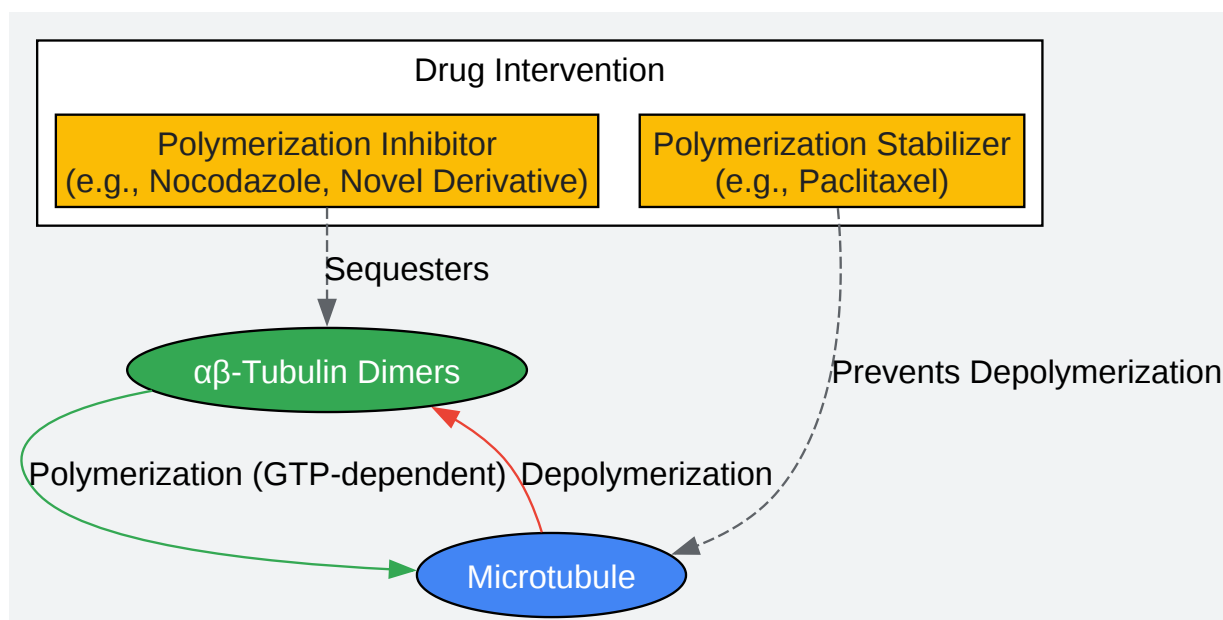 Drug Intervention
Polymerization Inhibitor
(e.g., Nocodazole, Novel Derivative)
Polymerization Stabilizer
(e.g., Paclitaxel)
Sequesters
αβ-Tubulin Dimers
Prevents Depolymerization
Polymerization (GTP-dependent)
Depolymerization
Microtubule